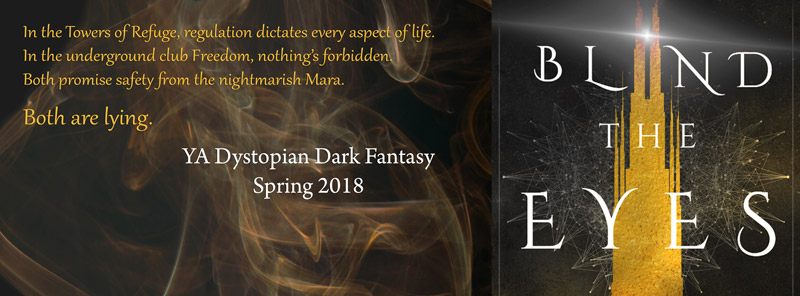 In the Towers of Refuge, regulation dictates every aspect of life.
In the underground club Freedom, nothing's forbidden.
Both promise safety from the nightmarish Mara.
Both are lying.
YA Dystopian Dark Fantasy
Spring 2018
BLIND
THE
EYES